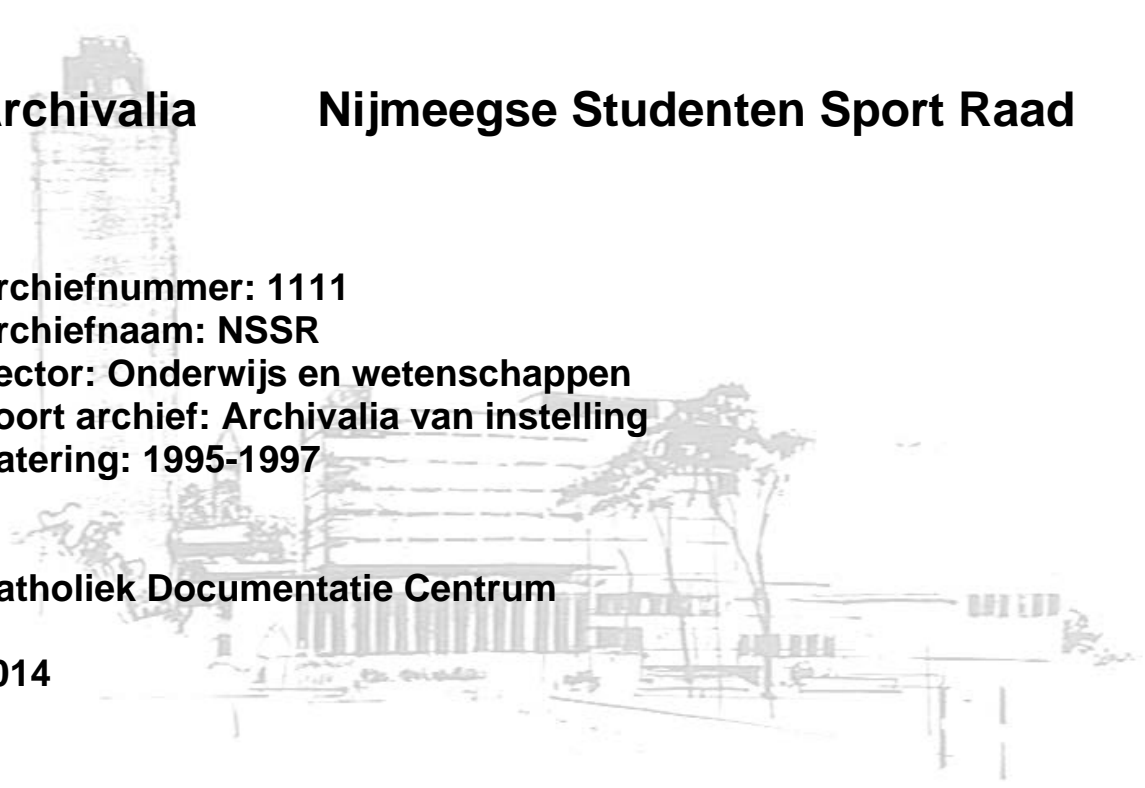 rchivalia Nijmeegse Studenten Sport Raad
rchiefnummer: 1111
rchiefnaam: NSSR
ector: Onderwijs en wetenschappen
oort archief: Archivalia van instelling
atering: 1995-1997
atholiek Documentatie Centrum
014